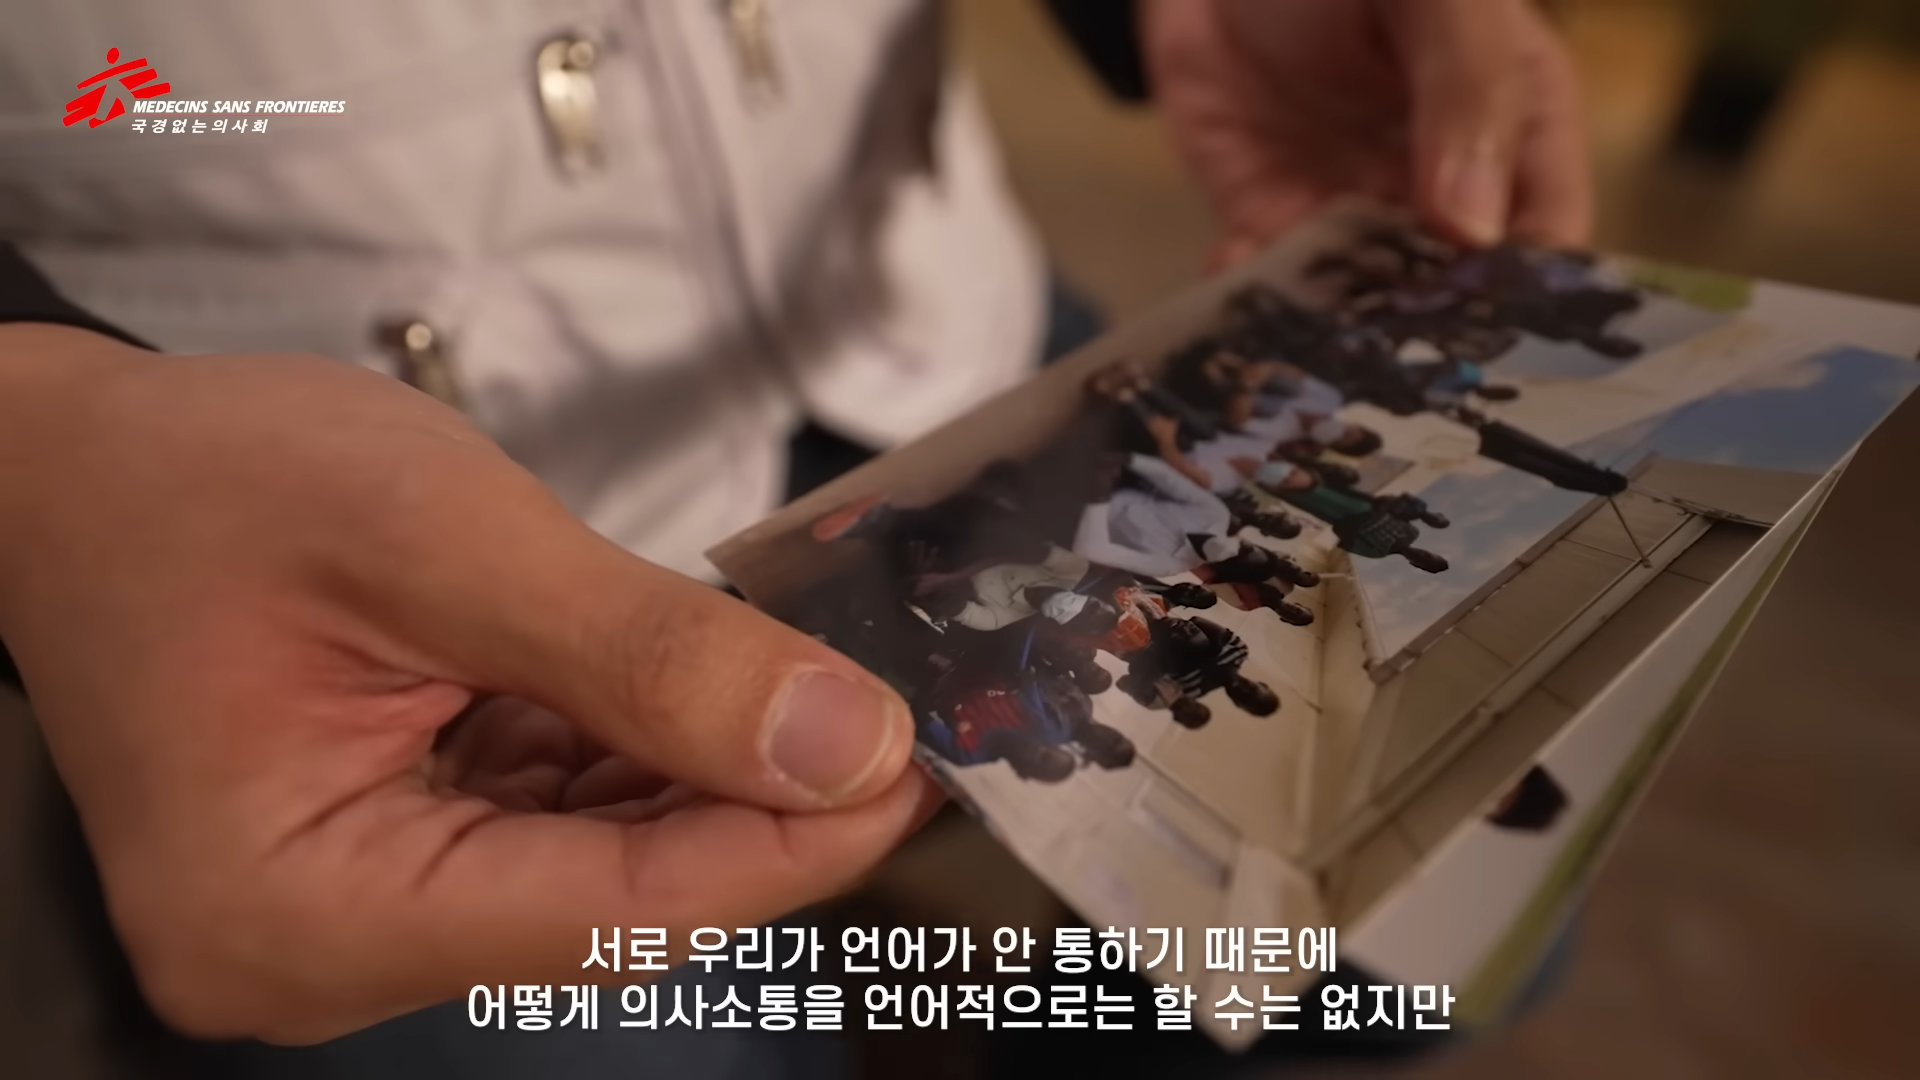 MEDECINS SANS FRONTIERES
국경없는의사회
서로 우리가 언어가 안 통하기 때문에
어떻게 의사소통을 언어적으로는 할 수는 없지만